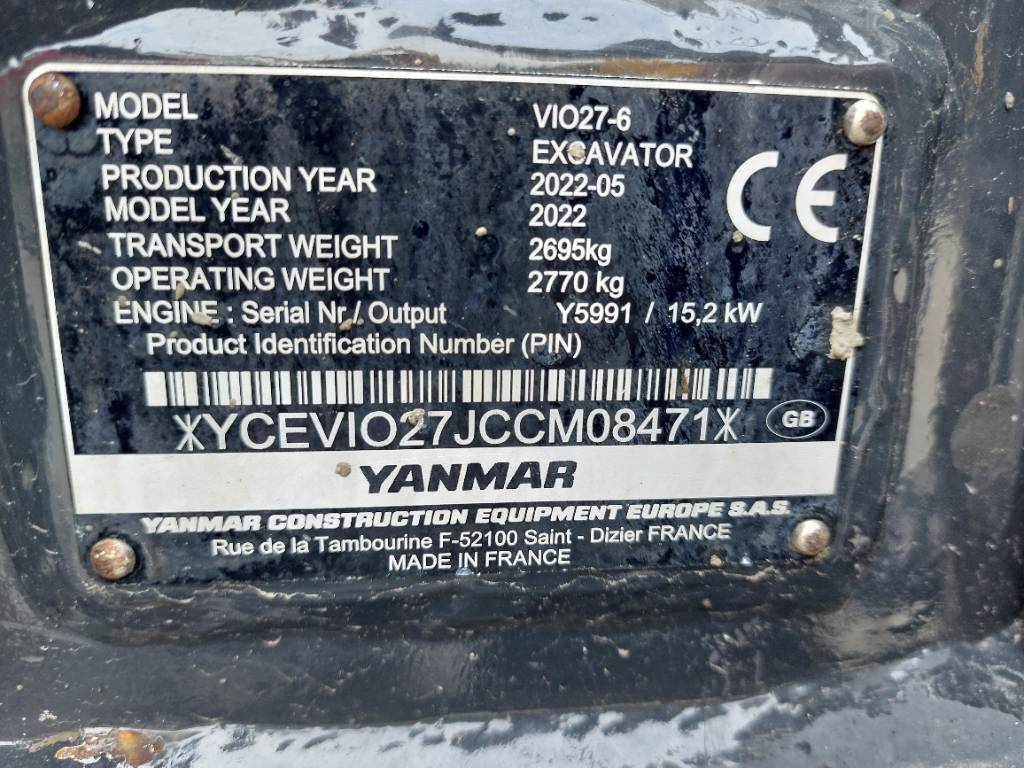 MODEL VIO27-6
TYPE EXCAVATOR
PRODUCTION YEAR 2022-05
MODEL YEAR 2022
TRANSPORT WEIGHT 2695kg
OPERATING WEIGHT 2770 kg
ENGINE : Serial Nr / Output Y5991 / 15,2 kW
Product Identification Number (PIN)
*YCEVIO27JCCM08471*
GB
CE
YANMAR
YANMAR CONSTRUCTION EQUIPMENT EUROPE S.A.S.
Rue de la Tambourine F-52100 Saint - Dizier FRANCE
MADE IN FRANCE